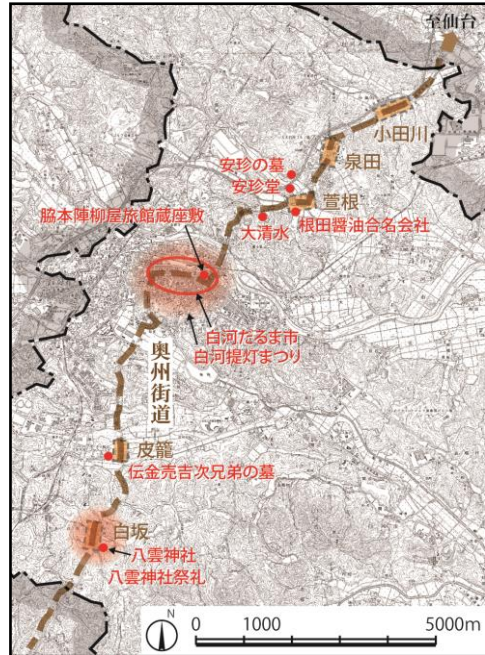 至仙台
小田川
泉田
安珍の墓
安珍堂
萱根
脇本陣柳屋旅館蔵座敷
大清水
根田醤油合名会社
白河だるま市
白河提灯まつり
奥州街道
皮籠
伝金売吉次兄弟の墓
白坂
八雲神社
八雲神社祭礼
N
0 1000 5000m